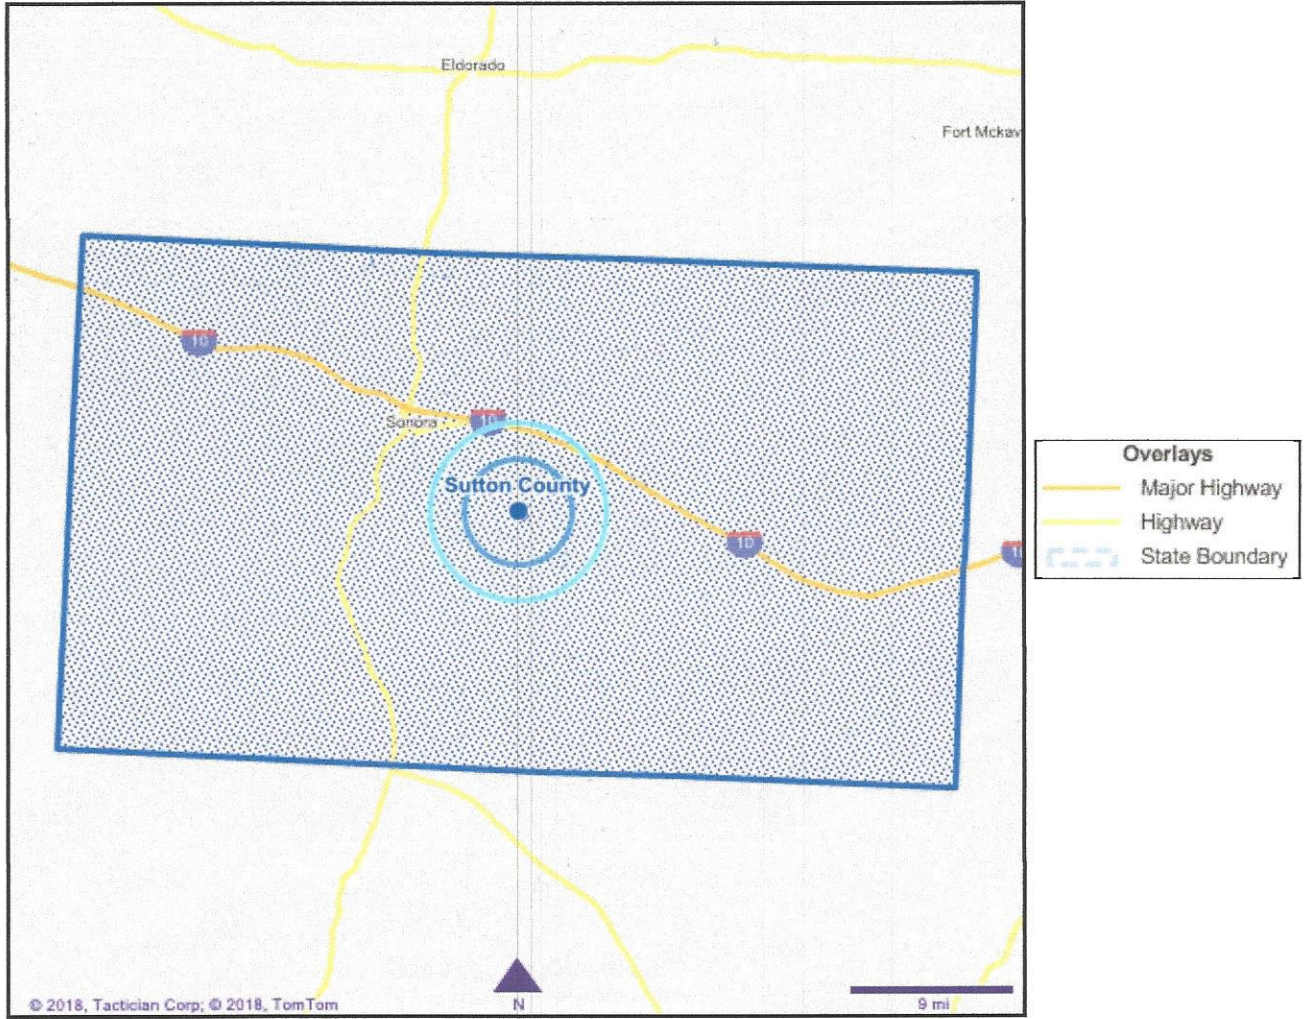 Eldorado
Fort Mckav
10
Sonora
10
Sutton County
10
10
Overlays
Major Highway
Highway
State Boundary
© 2018, Tactician Corp; © 2018, TomTom
N
9 mi